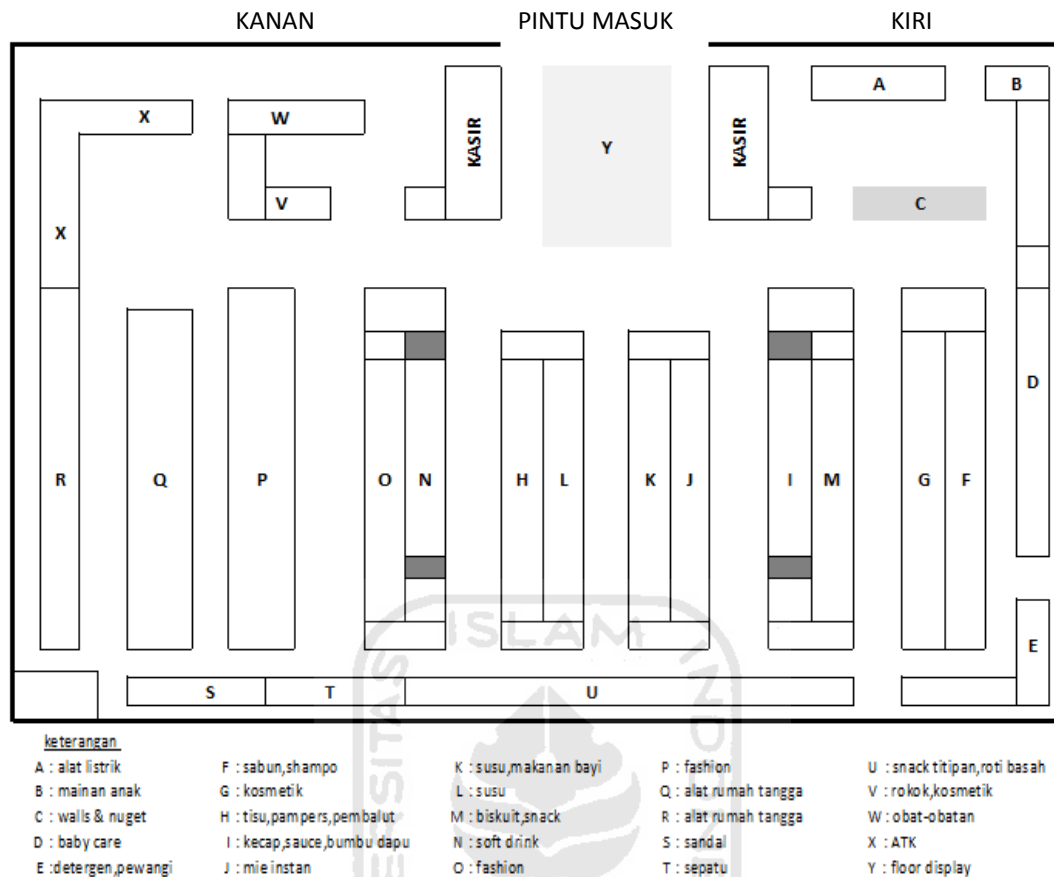 KANAN PINTU MASUK KIRI
A
B
X W
KASIR
Y
KASIR
V
C
X
D
R Q P O N H L K J I M G F
ISLAM
E
S T U
UNIVERSITAS
INDONESIA
keterangan
A : alat listrik F : sabun,shampo K : susu,makanan bayi P : fashion U : snack titipan,roti basah
B : mainan anak G : kosmetik L : susu Q : alat rumah tangga V : rokok,kosmetik
C : walls & nuget H : tisu,pampers,pembalut M : biskuit,snack R : alat rumah tangga W : obat-obatan
D : baby care I : kecap,sauce,bumbu dapu N : soft drink S : sandal X : ATK
E :detergen,pewangi J : mie instan O : fashion T : sepatu Y : floor display